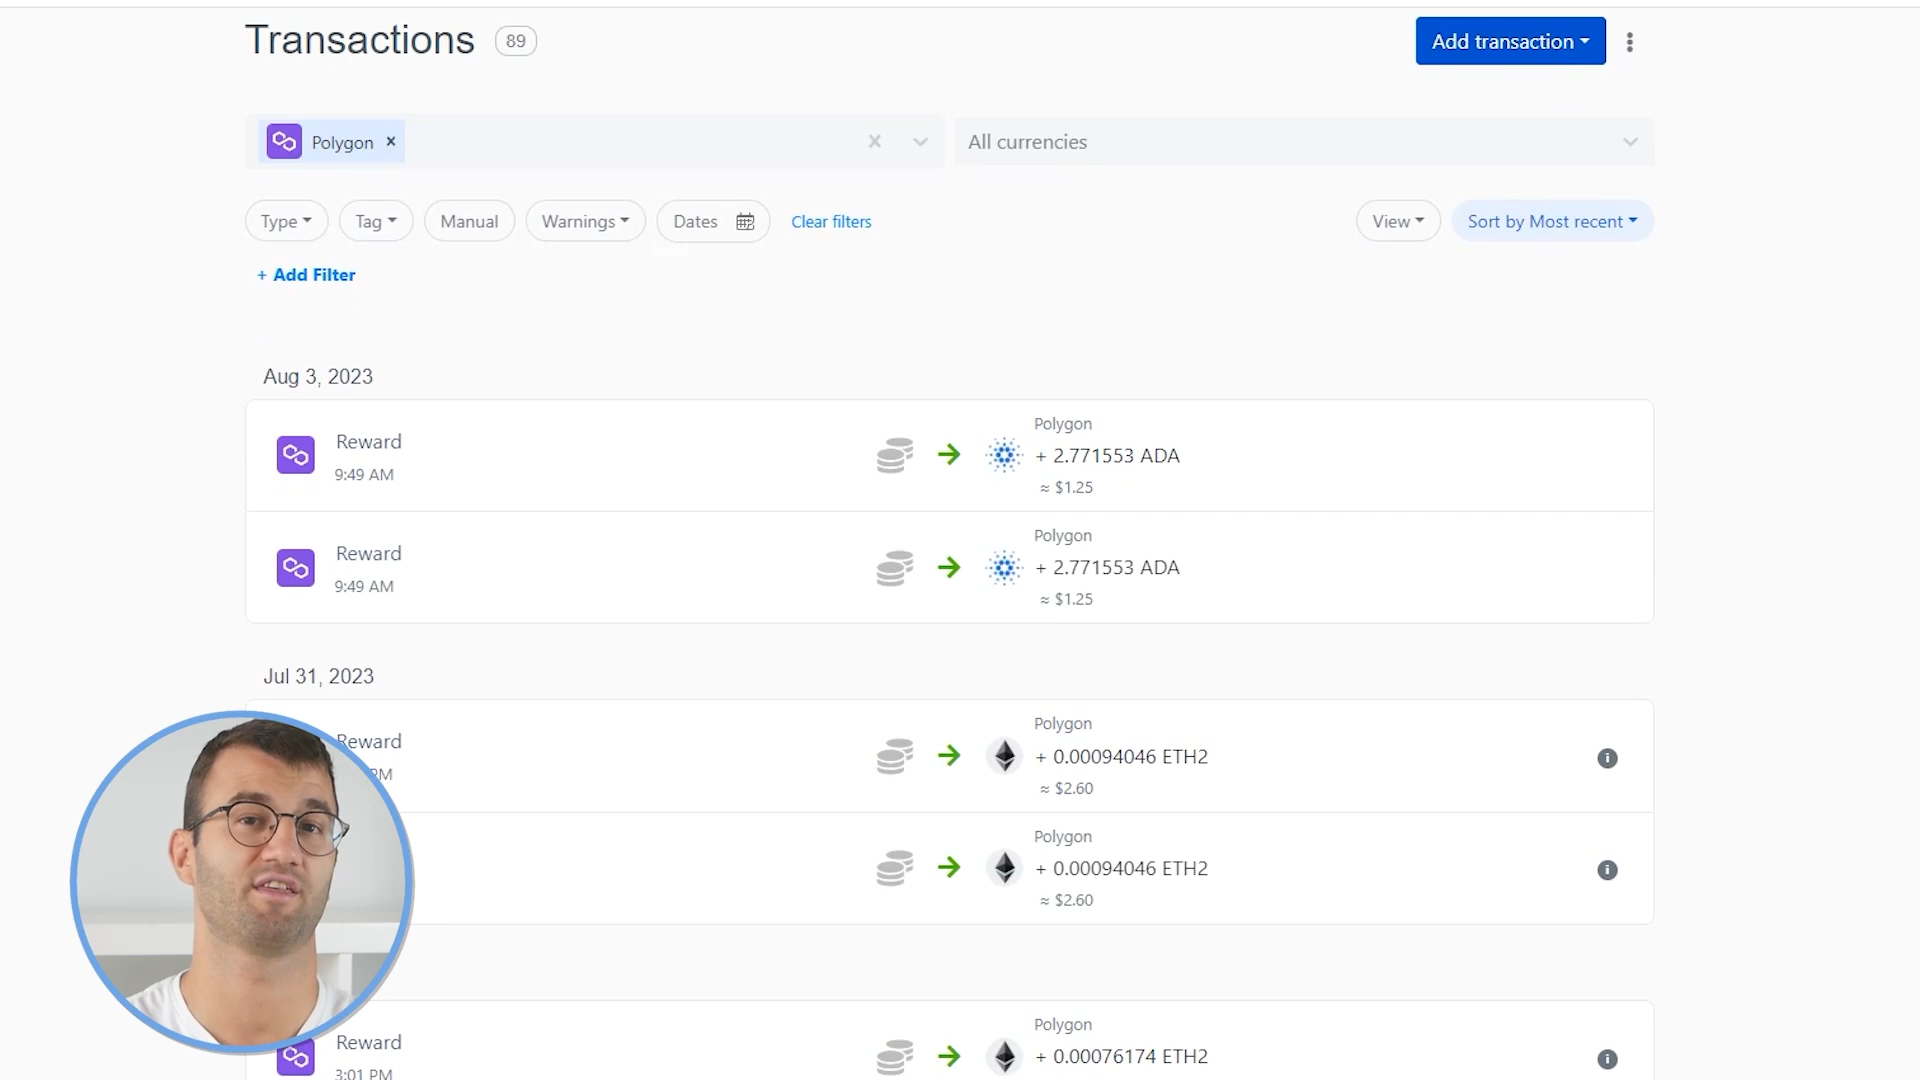 Transactions 89
Add transaction
Polygon ×
All currencies
Type Tag Manual Warnings Dates Clear filters
View Sort by Most recent
+ Add Filter
Aug 3, 2023
Polygon
Reward
+ 2.771553 ADA
9:49 AM
≈ $1.25
Polygon
Reward
+ 2.771553 ADA
9:49 AM
≈ $1.25
Jul 31, 2023
Polygon
Reward
+ 0.00094046 ETH2
PM
≈ $2.60
Polygon
+ 0.00094046 ETH2
≈ $2.60
Polygon
Reward
+ 0.00076174 ETH2
3:01 PM